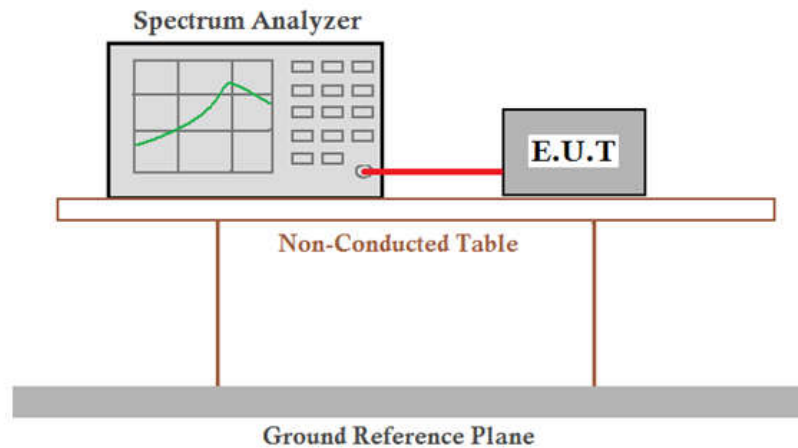 Spectrum Analyzer
E.U.T
Non-Conducted Table
Ground Reference Plane